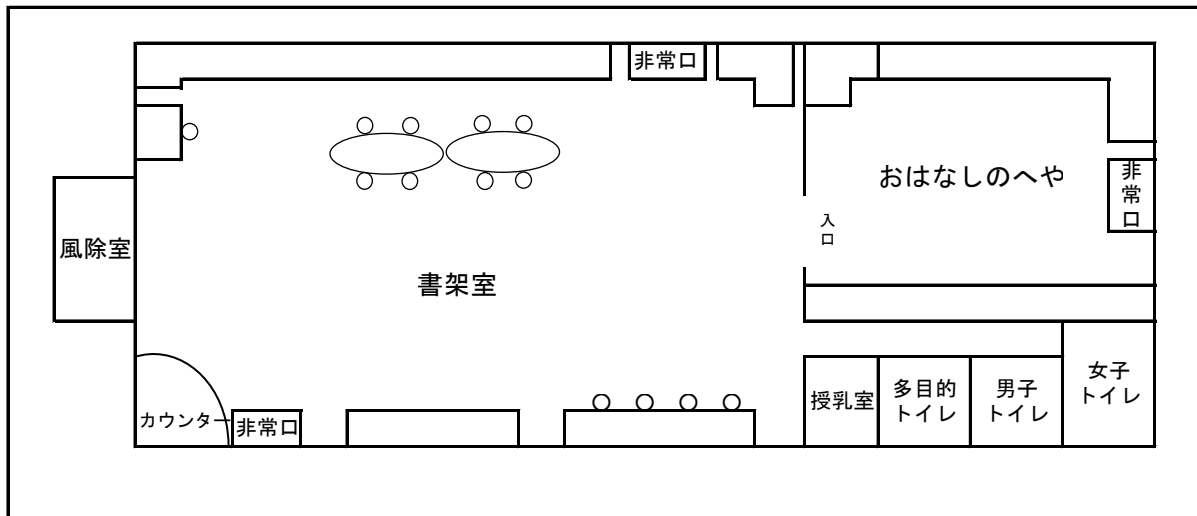 非常口
おはなしのへや
非常口
風除室
入口
書架室
カウンター
非常口
授乳室
多目的
トイレ
男子
トイレ
女子
トイレ